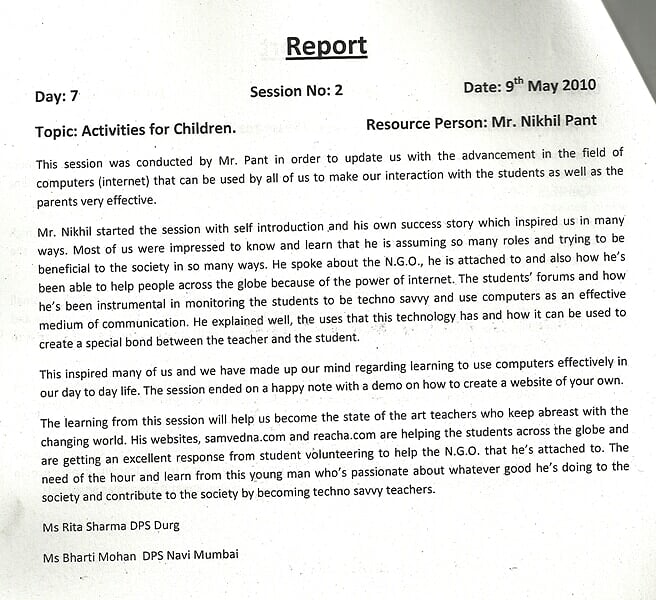 Report
Day: 7 Session No: 2 Date: 9th May 2010
Topic: Activities for Children. Resource Person: Mr. Nikhil Pant
This session was conducted by Mr. Pant in order to update us with the advancement in the field of
computers (internet) that can be used by all of us to make our interaction with the students as well as the
parents very effective.
Mr. Nikhil started the session with self introduction and his own success story which inspired us in many
ways. Most of us were impressed to know and learn that he is assuming so many roles and trying to be
beneficial to the society in so many ways. He spoke about the N.G.O., he is attached to and also how he's
been able to help people across the globe because of the power of internet. The students' forums and how
he's been instrumental in monitoring the students to be techno savvy and use computers as an effective
medium of communication. He explained well, the uses that this technology has and how it can be used to
create a special bond between the teacher and the student.
This inspired many of us and we have made up our mind regarding learning to use computers effectively in
our day to day life. The session ended on a happy note with a demo on how to create a website of your own.
The learning from this session will help us become the state of the art teachers who keep abreast with the
changing world. His websites, samvedna.com and reacha.com are helping the students across the globe and
are getting an excellent response from student volunteering to help the N.G.O. that he's attached to. The
need of the hour and learn from this young man who's passionate about whatever good he's doing to the
society and contribute to the society by becoming techno savvy teachers.
Ms Rita Sharma DPS Durg
Ms Bharti Mohan DPS Navi Mumbai